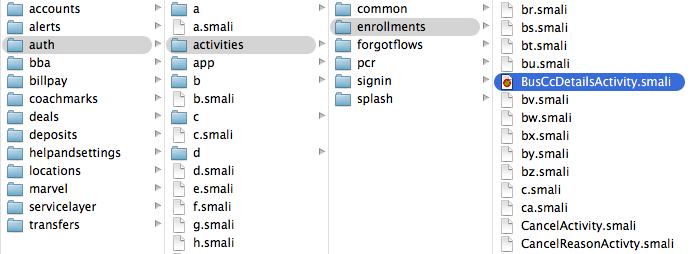 accounts
alerts
auth
bba
billpay
coachmarks
deals
deposits
helpandsettings
locations
marvel
servicelayer
transfers
a
a.smali
activities
app
b
b.smali
c
c.smali
d
d.smali
e.smali
f.smali
g.smali
h.smali
common
enrollments
forgotflows
pcr
signin
splash
br.smali
bs.smali
bt.smali
bu.smali
BusCcDetailsActivity.smali
bv.smali
bw.smali
bx.smali
by.smali
bz.smali
c.smali
ca.smali
CancelActivity.smali
CancelReasonActivty.smali